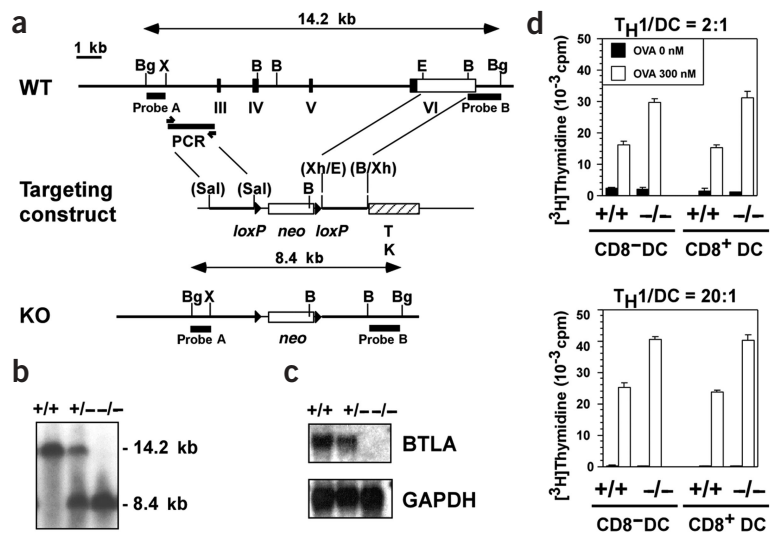 a
14.2 kb
1 kb
Bg X B B E B Bg
WT
Probe A III IV V VI Probe B
PCR
(Sal) (Sal) (Xh/E) (B/Xh)
B
Targeting
construct
loxP neo loxP T
K
8.4 kb
Bg X B B Bg
KO
Probe A neo Probe B
b
+/+ +/− −/−
- 14.2 kb
- 8.4 kb
c
+/+ +/− −/−
BTLA
GAPDH
d
TH1/DC = 2:1
OVA 0 nM
OVA 300 nM
[3H]Thymidine (10−3 cpm)
50
40
30
20
10
0
+/+ −/− +/+ −/−
CD8−DC CD8+ DC
TH1/DC = 20:1
[3H]Thymidine (10−3 cpm)
50
40
30
20
10
0
+/+ −/− +/+ −/−
CD8−DC CD8+ DC